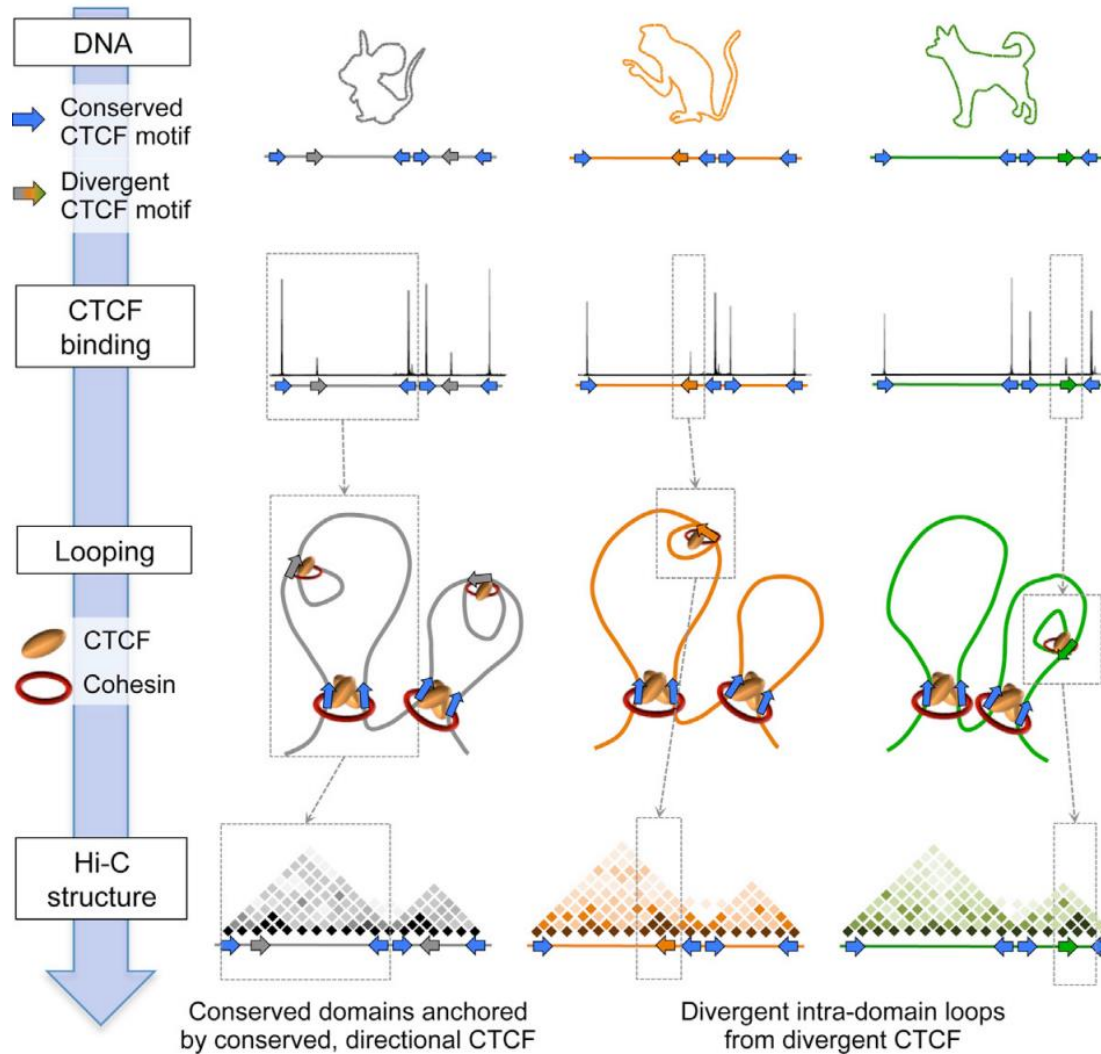 DNA
Conserved
CTCF motif
Divergent
CTCF motif
CTCF
binding
Looping
CTCF
Cohesin
Hi-C
structure
Conserved domains anchored
by conserved, directional CTCF
Divergent intra-domain loops
from divergent CTCF